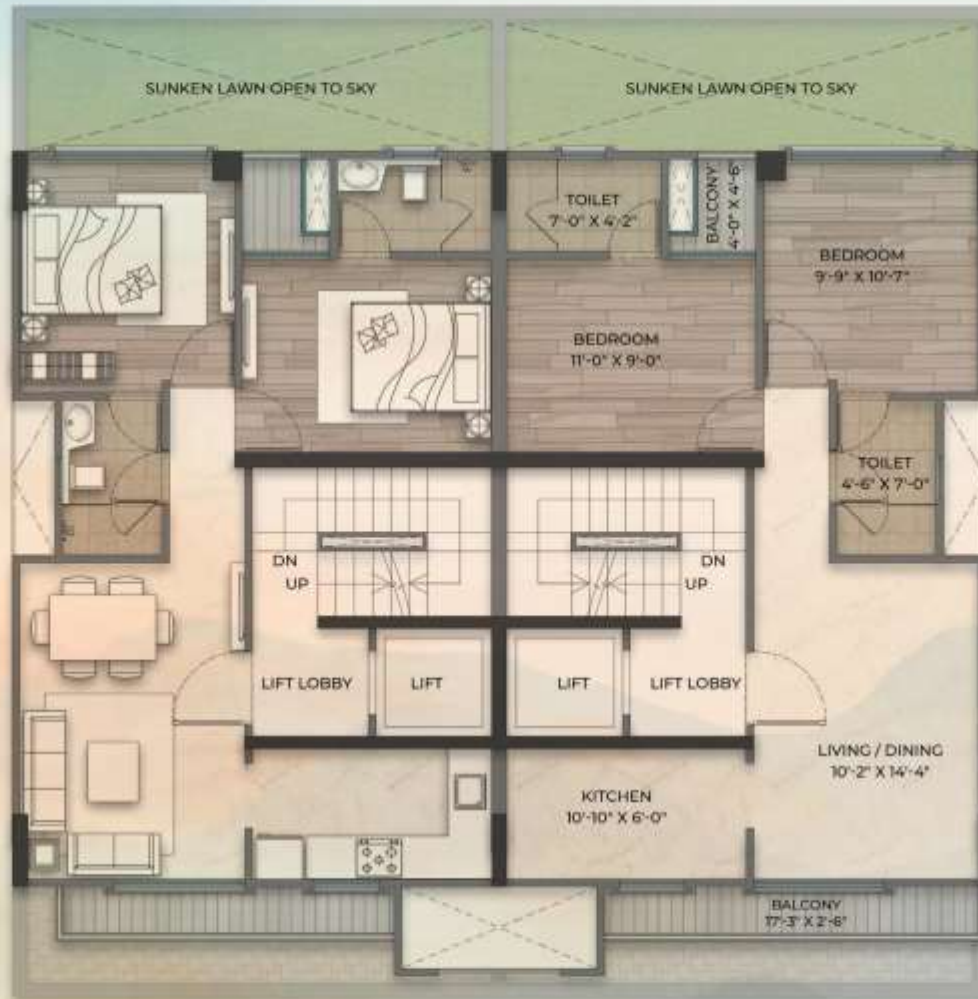 SUNKEN LAWN OPEN TO SKY
SUNKEN LAWN OPEN TO SKY
TOILET
7'-0" X 4'-2"
BALCONY
4'-0" X 4'-6"
BEDROOM
9'-9" X 10'-7"
BEDROOM
11'-0" X 9'-0"
TOILET
4'-6" X 7'-0"
DN
UP
DN
UP
LIFT LOBBY
LIFT
LIFT
LIFT LOBBY
LIVING / DINING
10'-2" X 14'-4"
KITCHEN
10'-10" X 6'-0"
BALCONY
17'-3" X 2'-6"